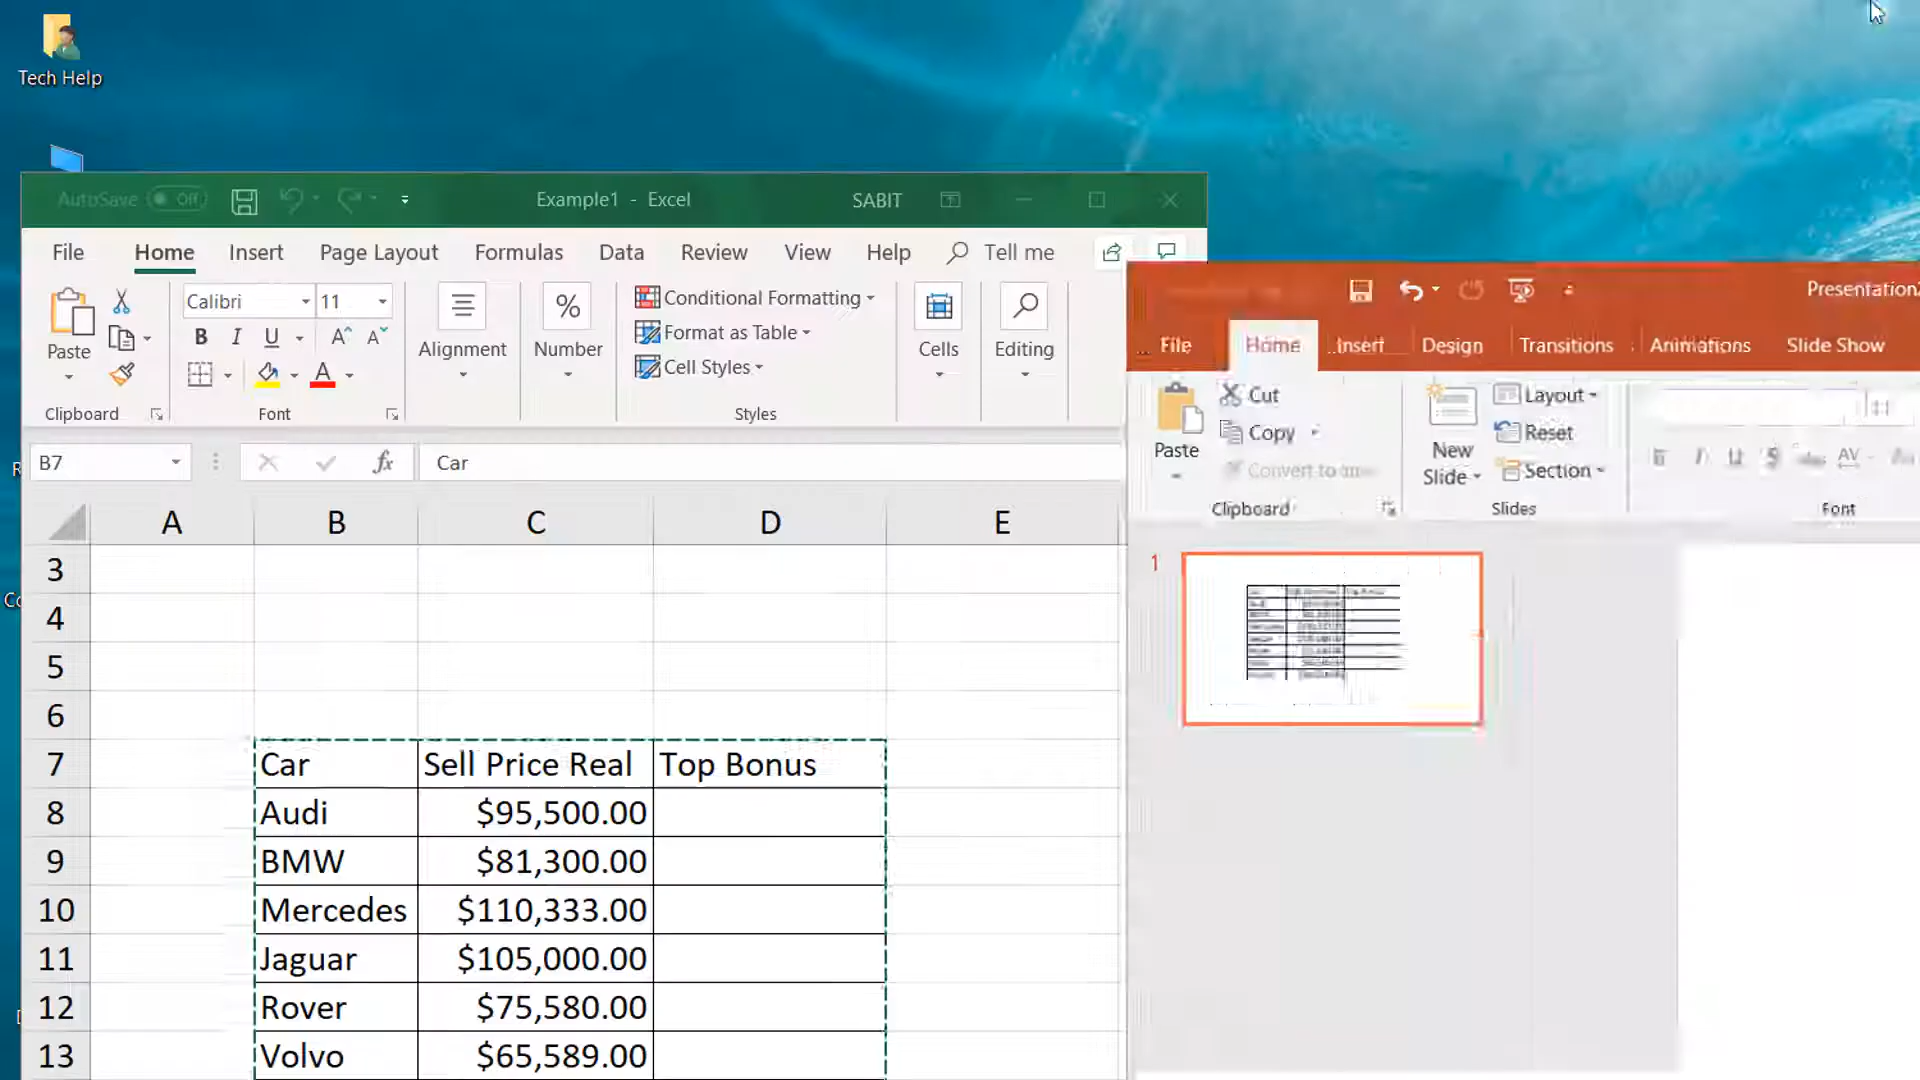 Tech Help
AutoSave Off
Example1 - Excel
SABIT
File Home Insert Page Layout Formulas Data Review View Help Tell me
Calibri 11
Paste
B I U A A
A
Clipboard
Font
Alignment
%
Number
Conditional Formatting
Format as Table
Cell Styles
Styles
Cells
Editing
B7
fx
Car
A B C D E
3
4
5
6
7 Car Sell Price Real Top Bonus
8 Audi $95,500.00
9 BMW $81,300.00
10 Mercedes $110,333.00
11 Jaguar $105,000.00
12 Rover $75,580.00
13 Volvo $65,589.00
Presentation2
File Home Insert Design Transitions Animations Slide Show
Paste
Cut
Copy
Clipboard
New
Slide
Layout
Reset
Section
Slides
AV
Font
1